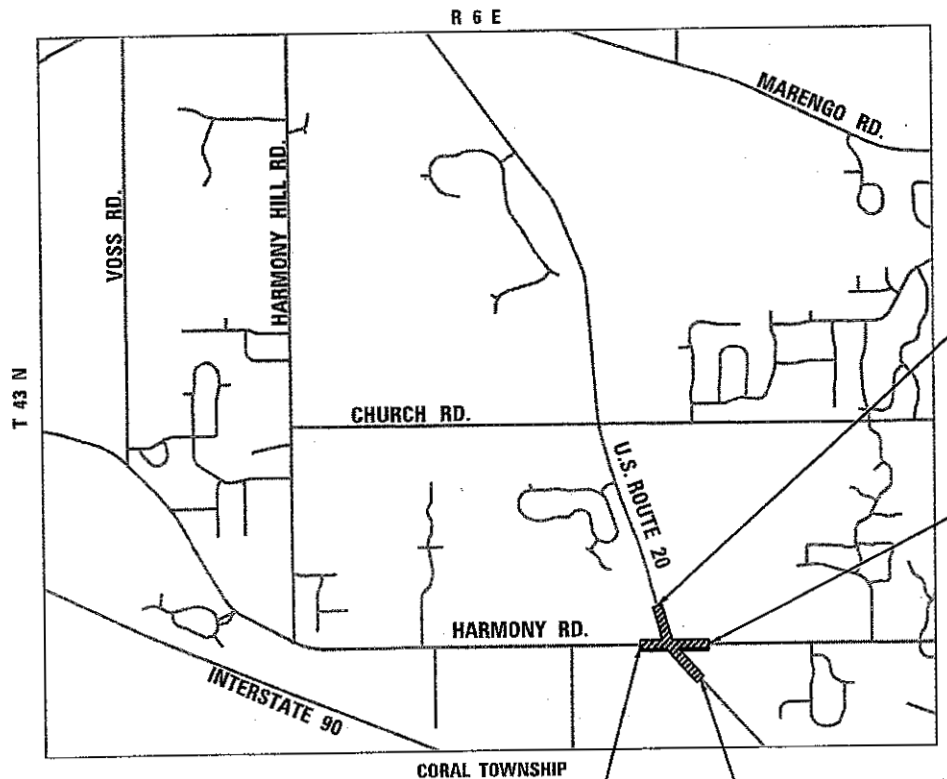 R 6 E
MARENGO RD.
VOSS RD.
HARMONY HILL RD.
T 43 N
CHURCH RD.
U.S. ROUTE 20
HARMONY RD.
INTERSTATE 90
CORAL TOWNSHIP